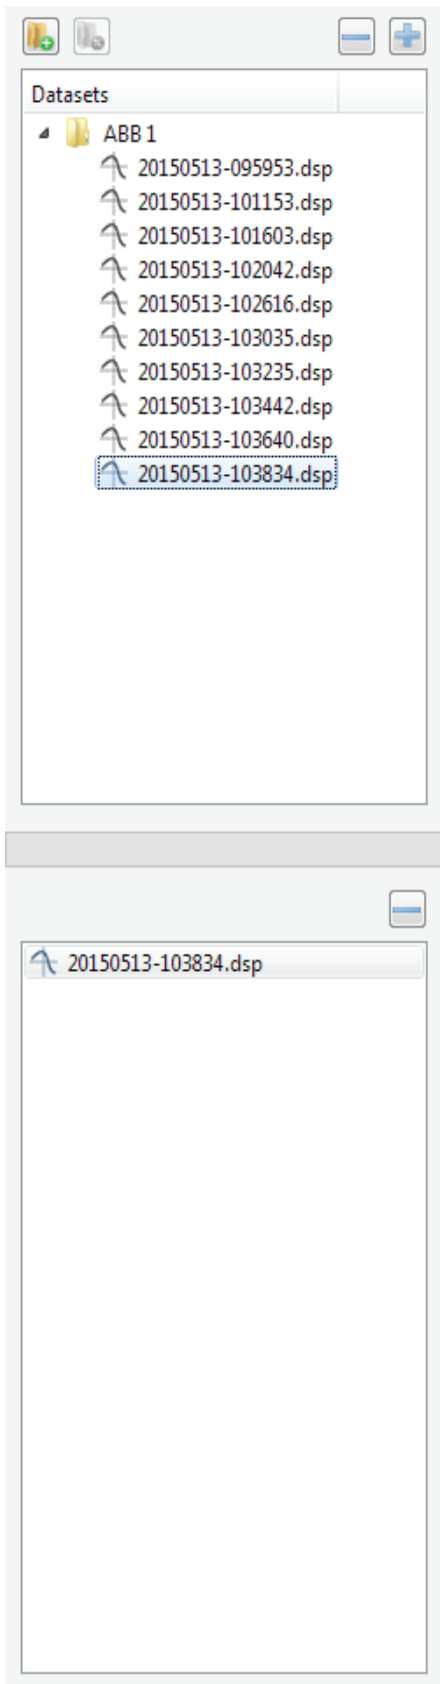 Datasets
ABB 1
20150513-095953.dsp
20150513-101153.dsp
20150513-101603.dsp
20150513-102042.dsp
20150513-102616.dsp
20150513-103035.dsp
20150513-103235.dsp
20150513-103442.dsp
20150513-103640.dsp
20150513-103834.dsp
20150513-103834.dsp